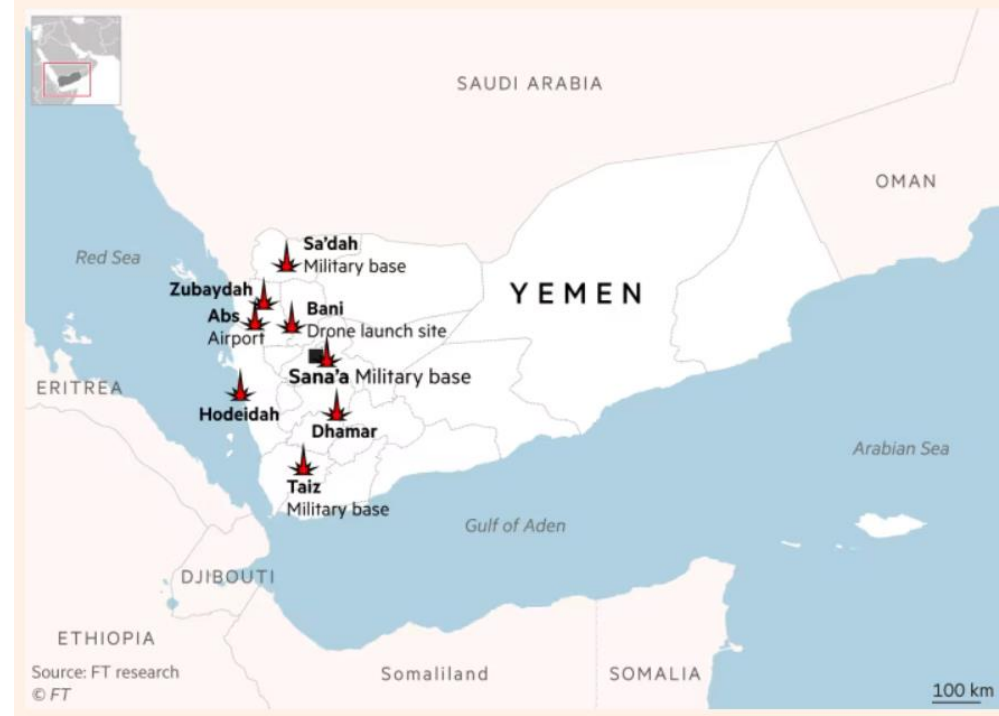 SAUDI ARABIA
OMAN
Red Sea
Sa'dah
Military base
YEMEN
Zubaydah
Bani
Abs
Drone launch site
Airport
Sana'a Military base
ERITREA
Hodeidah
Dhamar
Arabian Sea
Taiz
Military base
Gulf of Aden
DJIBOUTI
ETHIOPIA
Somaliland
SOMALIA
Source: FT research
© FT
100 km